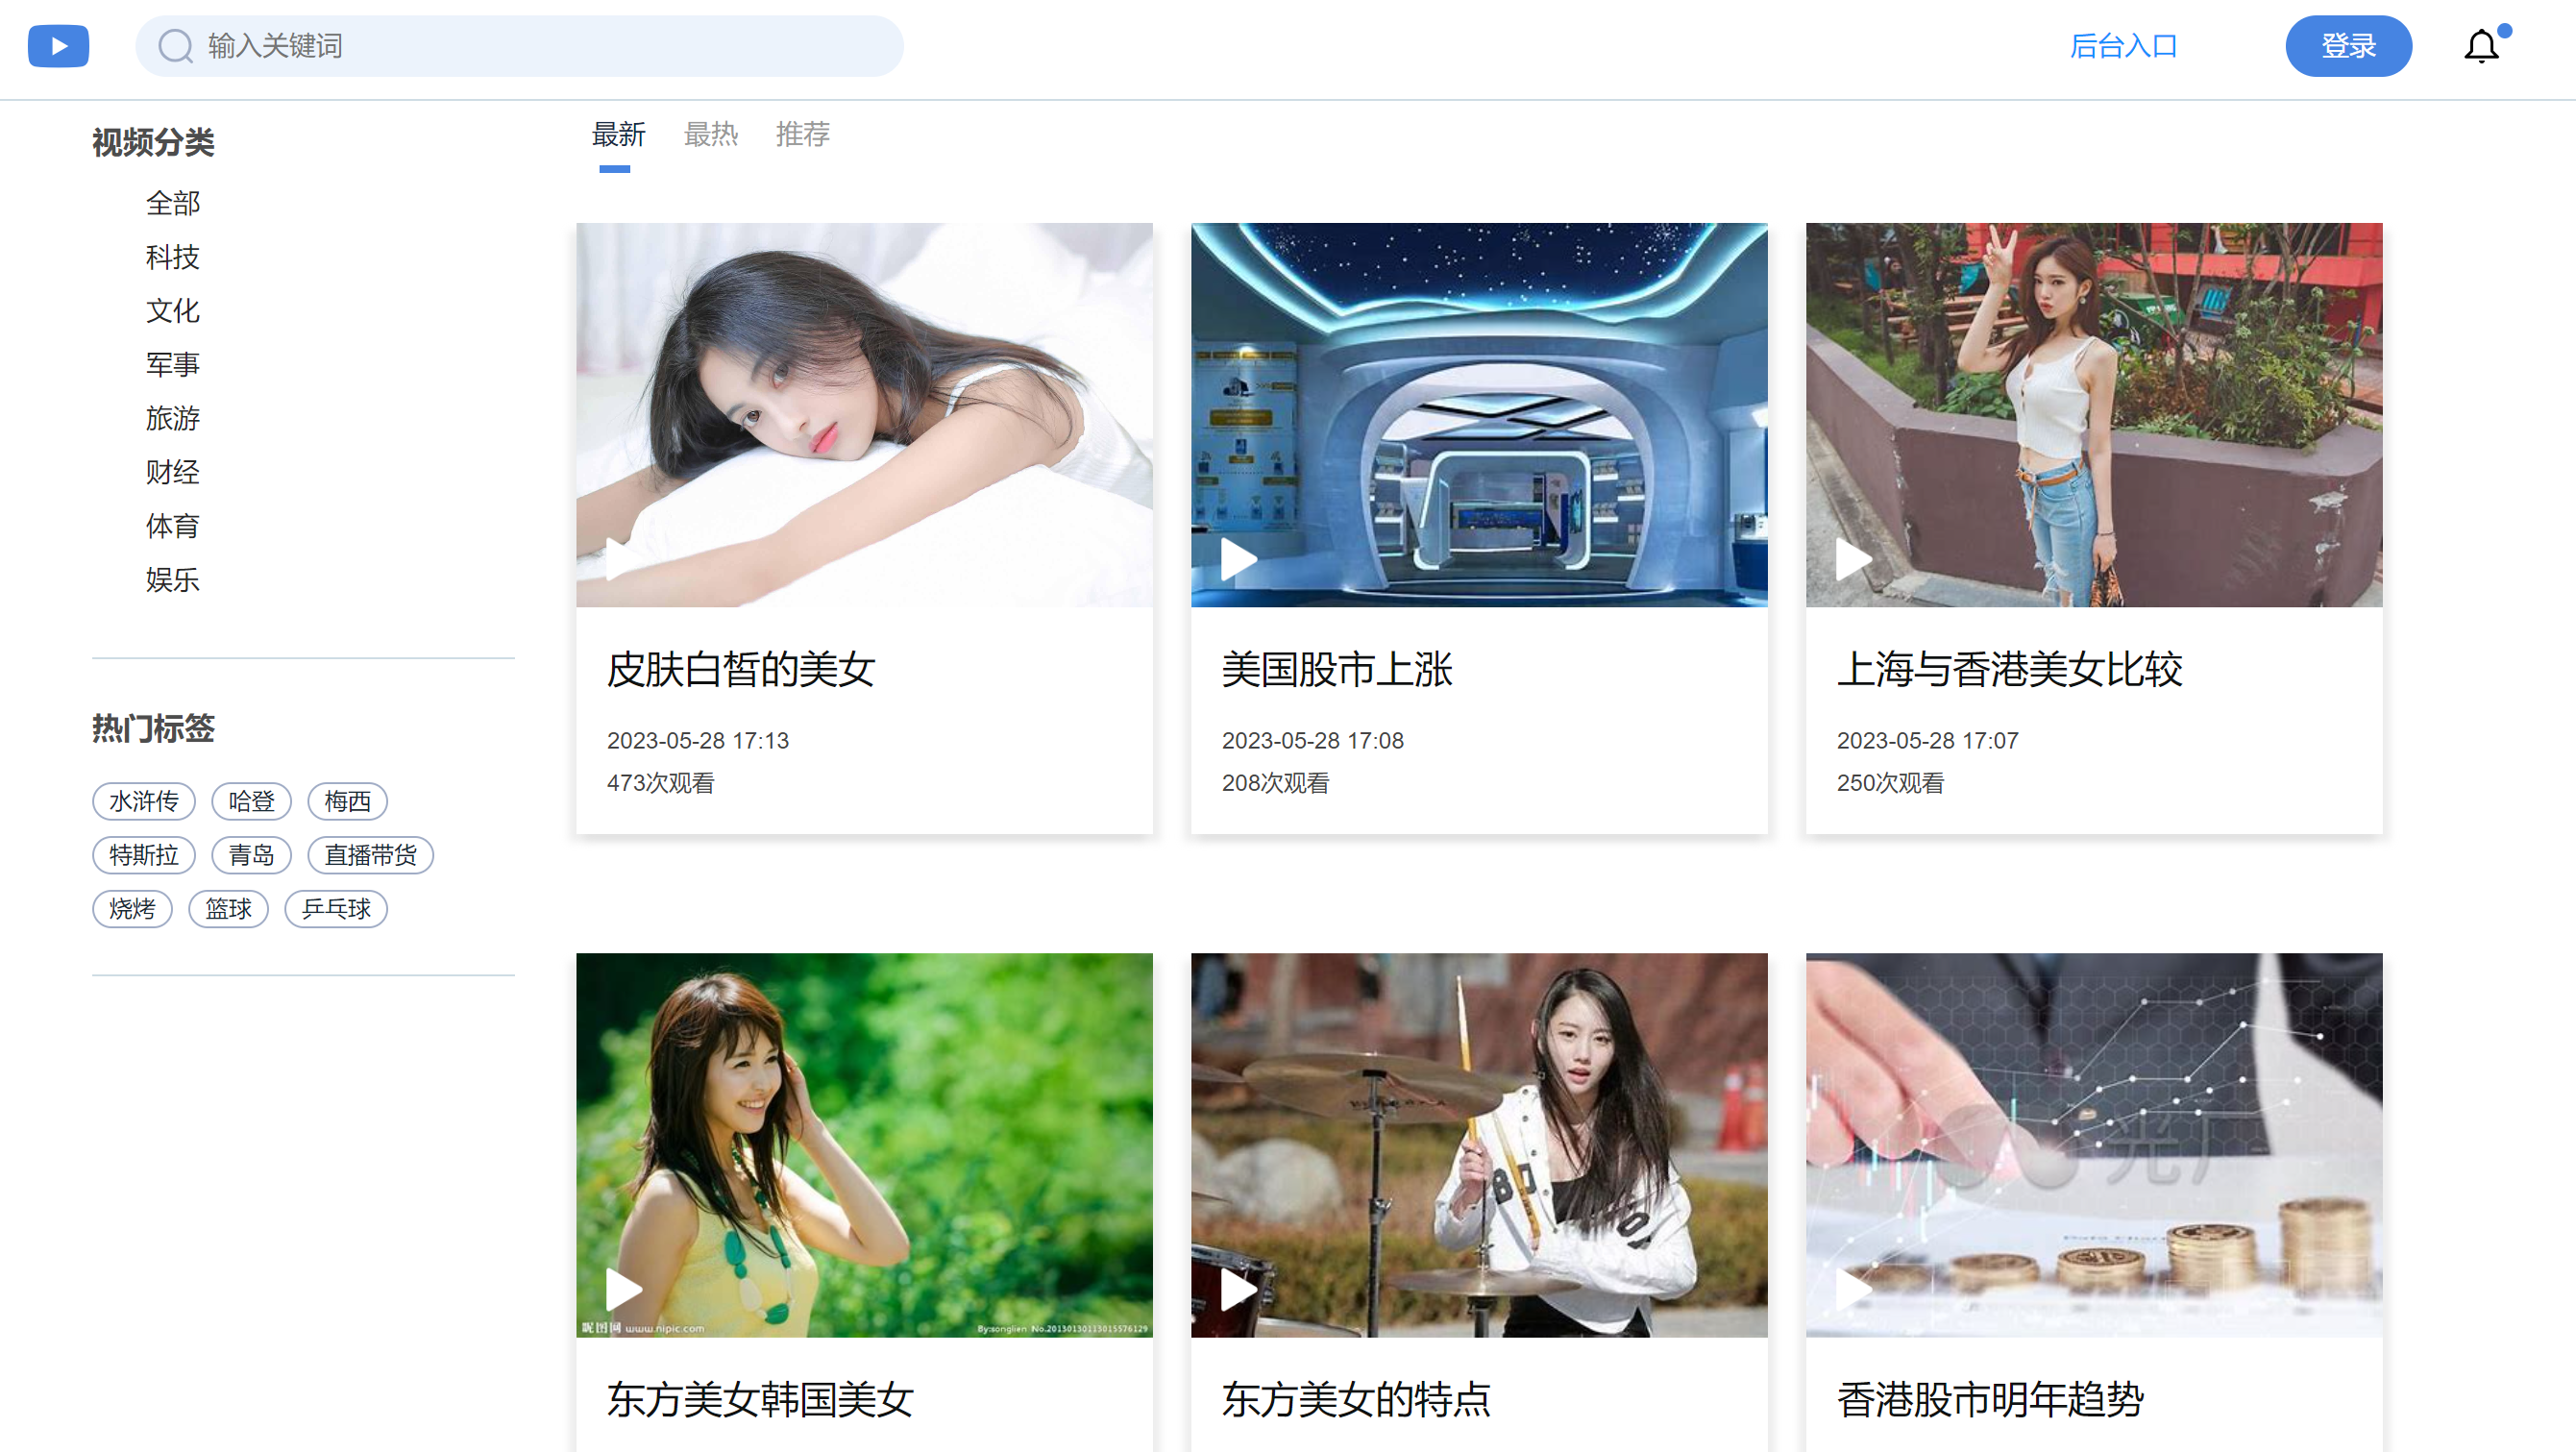 输入关键词
后台入口
登录
视频分类
全部
科技
文化
军事
旅游
财经
体育
娱乐
热门标签
水浒传 哈登 梅西
特斯拉 青岛 直播带货
烧烤 篮球 乒乓球
最新 最热 推荐
皮肤白皙的美女
2023-05-28 17:13
473次观看
美国股市上涨
2023-05-28 17:08
208次观看
上海与香港美女比较
2023-05-28 17:07
250次观看
昵图网 www.nipic.com
By:songlien No.20130130113015576129
光厂
东方美女韩国美女
东方美女的特点
香港股市明年趋势